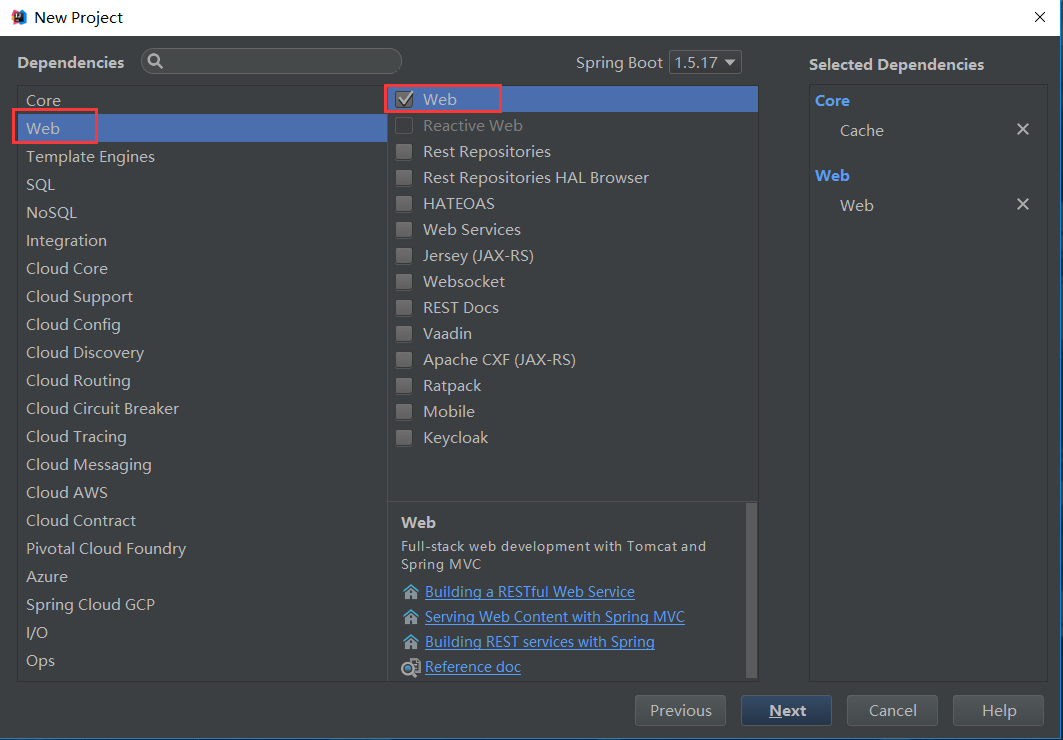 New Project
Dependencies
Spring Boot 1.5.17
Selected Dependencies
Core
Web
Template Engines
SQL
NoSQL
Integration
Cloud Core
Cloud Support
Cloud Config
Cloud Discovery
Cloud Routing
Cloud Circuit Breaker
Cloud Tracing
Cloud Messaging
Cloud AWS
Cloud Contract
Pivotal Cloud Foundry
Azure
Spring Cloud GCP
I/O
Ops
Web
Reactive Web
Rest Repositories
Rest Repositories HAL Browser
HATEOAS
Web Services
Jersey (JAX-RS)
Websocket
REST Docs
Vaadin
Apache CXF (JAX-RS)
Ratpack
Mobile
Keycloak
Web
Full-stack web development with Tomcat and
Spring MVC
Building a RESTful Web Service
Serving Web Content with Spring MVC
Building REST services with Spring
Reference doc
Core
Cache
Web
Web
Previous
Next
Cancel
Help